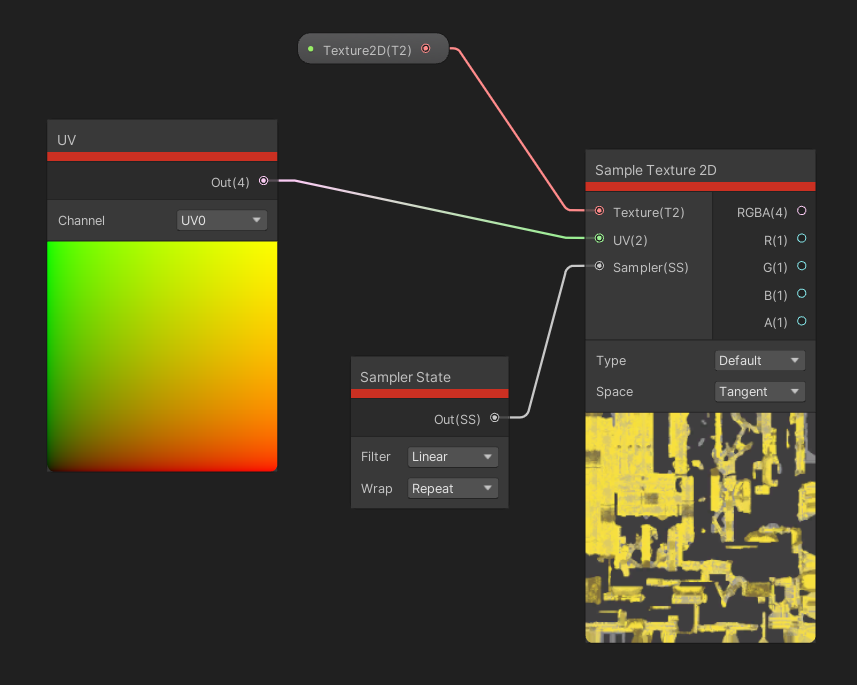 Texture2D(T2)
UV
Out(4)
Channel UV0
Sample Texture 2D
Texture(T2) RGBA(4)
UV(2) R(1)
Sampler(SS) G(1)
B(1)
A(1)
Type Default
Space Tangent
Sampler State
Out(SS)
Filter Linear
Wrap Repeat